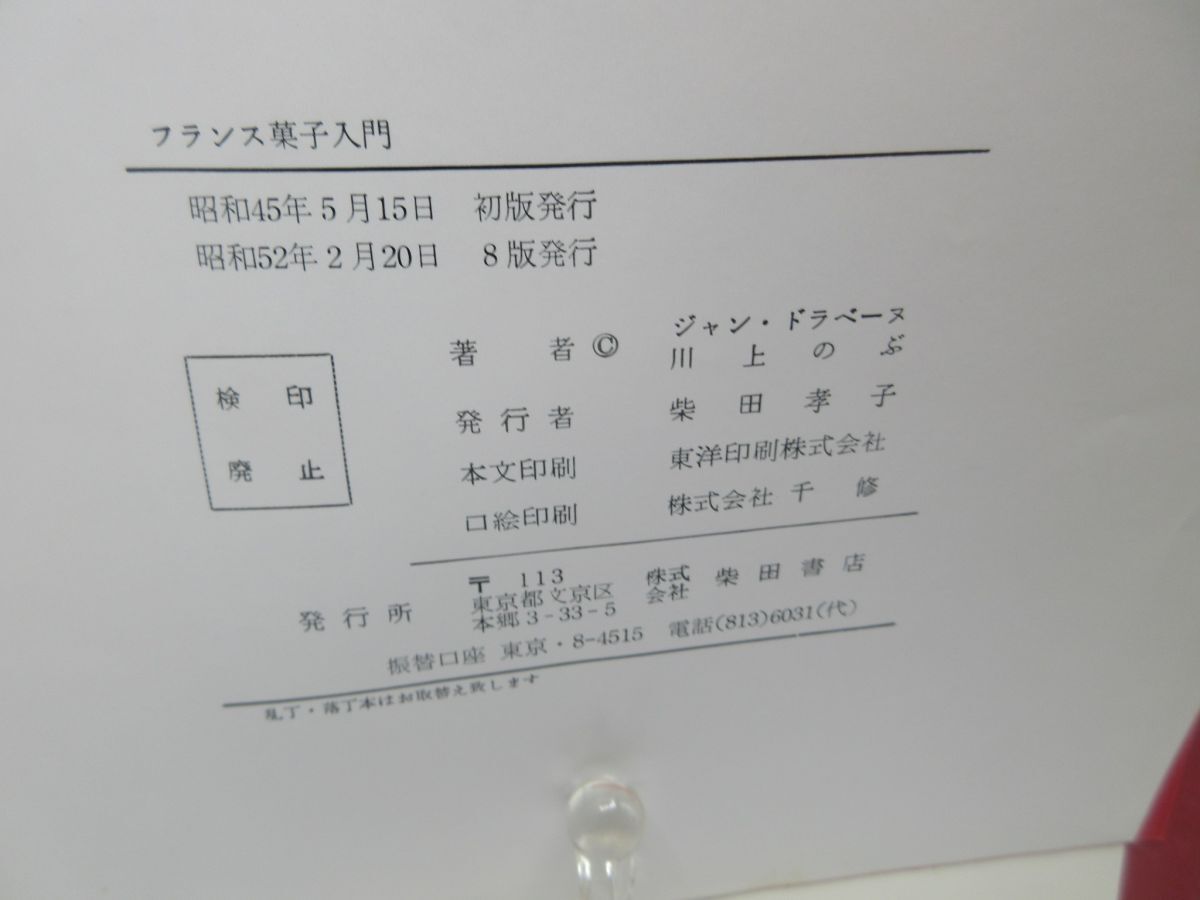 フランス菓子入門
昭和45年5月15日 初版発行
昭和52年2月20日 8版発行
検印
廃止
著者 © ジャン・ドラベーヌ
川上のぶ
発行者 柴田孝子
本文印刷 東洋印刷株式会社
口絵印刷 株式会社千修
発行所 〒113 東京都文京区本郷3-33-5 株式会社 柴田書店
振替口座 東京・8-4515 電話(813)6031(代)
乱丁・落丁本はお取替え致します